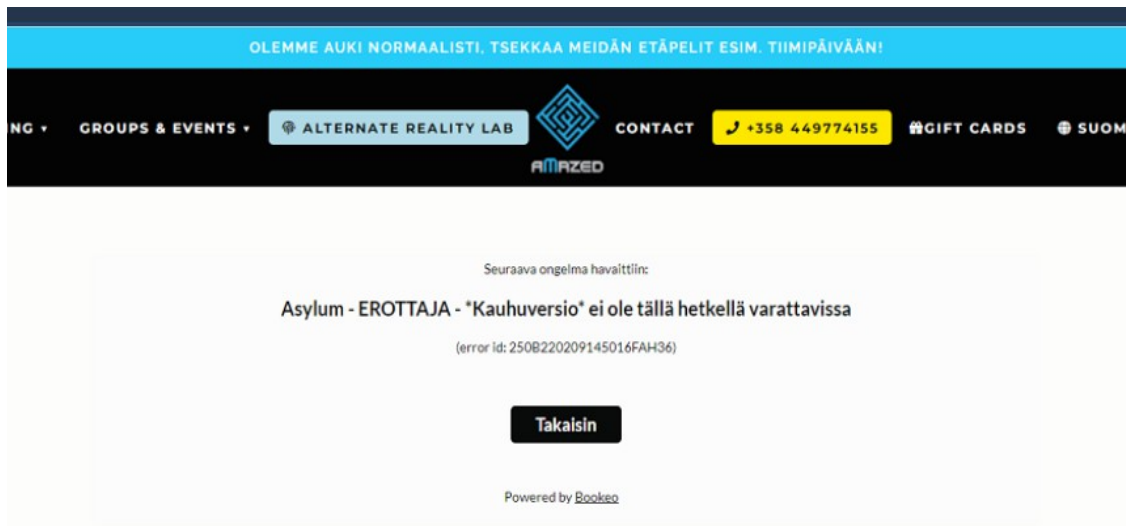 OLEMME AUKI NORMAALISTI, TSEKKAA MEIDÄN ETÄPELIT ESIM. TIIMIPÄIVÄÄN!
NG ▾ GROUPS & EVENTS ▾ ALTERNATE REALITY LAB CONTACT +358 449774155 GIFT CARDS SUOM
AMAZED
Seuraava ongelma havaittiin:
Asylum - EROTTAJA - *Kauhuversio* ei ole tällä hetkellä varattavissa
(error id: 250B220209145016FAH36)
Takaisin
Powered by Bookeo